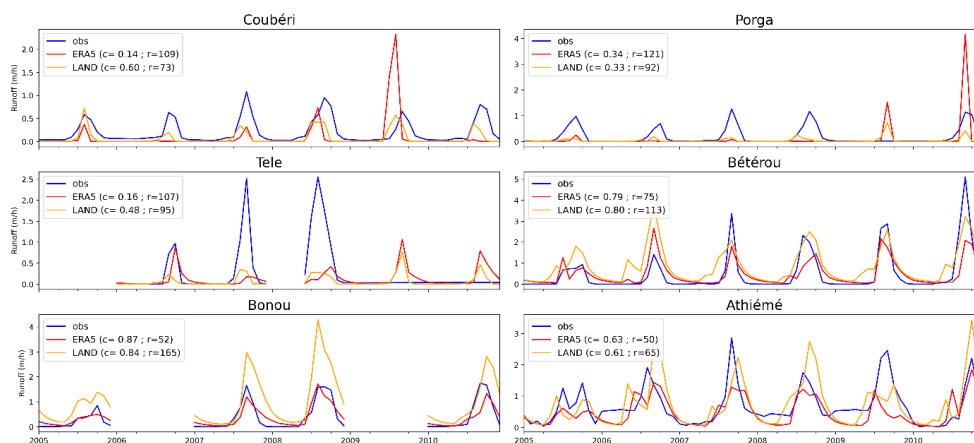 Coubéri
2.0
1.5
1.0
0.5
0.0
Runoff (m/h)
obs
ERA5 (c= 0.14 ; r=109)
LAND (c= 0.60 ; r=73)
Porga
4
3
2
1
0
obs
ERA5 (c= 0.34 ; r=121)
LAND (c= 0.33 ; r=92)
Tele
2.5
2.0
1.5
1.0
0.5
0.0
obs
ERA5 (c= 0.16 ; r=107)
LAND (c= 0.48 ; r=95)
Bétérou
5
4
3
2
1
0
Runoff (m/h)
obs
ERA5 (c= 0.79 ; r=75)
LAND (c= 0.80 ; r=113)
Bonou
4
3
2
1
0
Runoff (m/h)
obs
ERA5 (c= 0.87 ; r=52)
LAND (c= 0.84 ; r=165)
2005 2006 2007 2008 2009 2010
Athiémé
3
2
1
0
obs
ERA5 (c= 0.63 ; r=50)
LAND (c= 0.61 ; r=65)
2005 2006 2007 2008 2009 2010